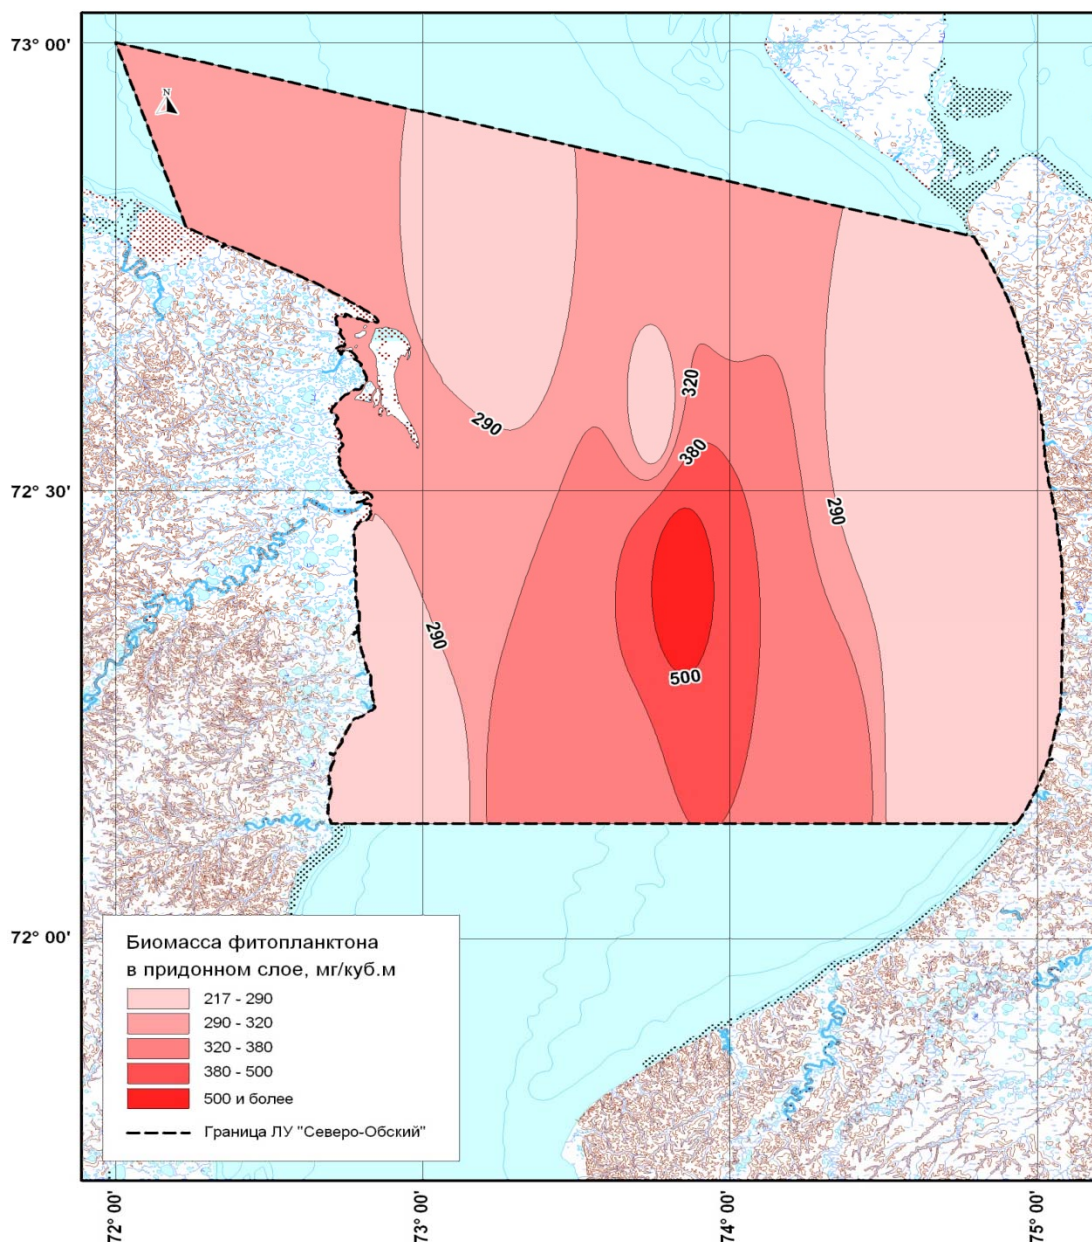 73° 00'
N
290
320
380
72° 30'
290
290
500
72° 00'
Биомасса фитопланктона
в придонном слое, мг/куб.м
217 - 290
290 - 320
320 - 380
380 - 500
500 и более
Граница ЛУ "Северо-Обский"
72° 00'
73° 00'
74° 00'
75° 00'